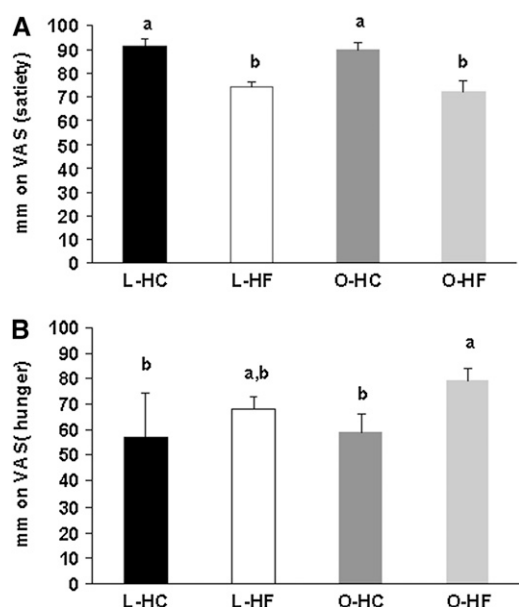 A
mm on VAS (satiety)
100
90
80
70
60
50
40
30
20
10
0
a
b
a
b
L-HC L-HF O-HC O-HF
B
mm on VAS( hunger)
100
90
80
70
60
50
40
30
20
10
0
b
a,b
b
a
L-HC L-HF O-HC O-HF